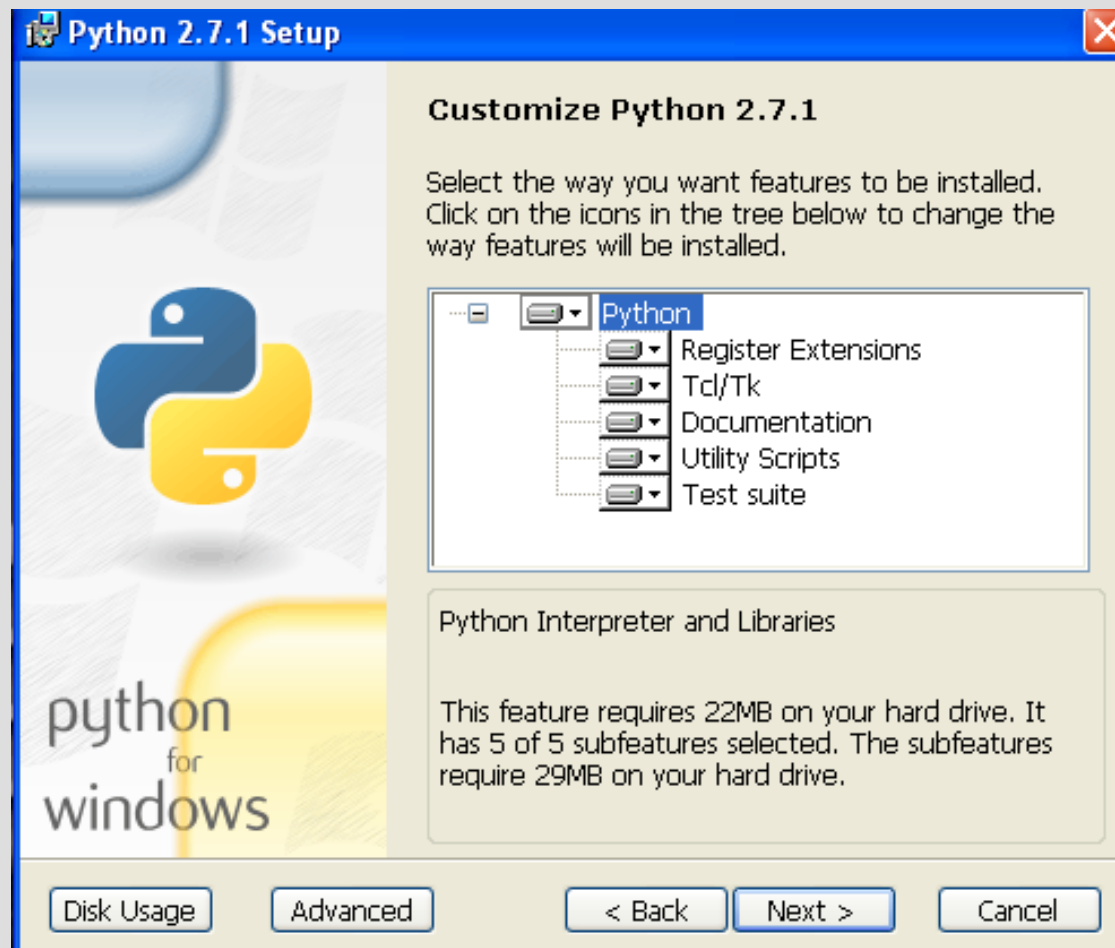 Python 2.7.1 Setup
Customize Python 2.7.1
Select the way you want features to be installed.
Click on the icons in the tree below to change the
way features will be installed.
Python
Register Extensions
Tcl/Tk
Documentation
Utility Scripts
Test suite
Python Interpreter and Libraries
This feature requires 22MB on your hard drive. It
has 5 of 5 subfeatures selected. The subfeatures
require 29MB on your hard drive.
python
for
windows
Disk Usage
Advanced
< Back
Next >
Cancel